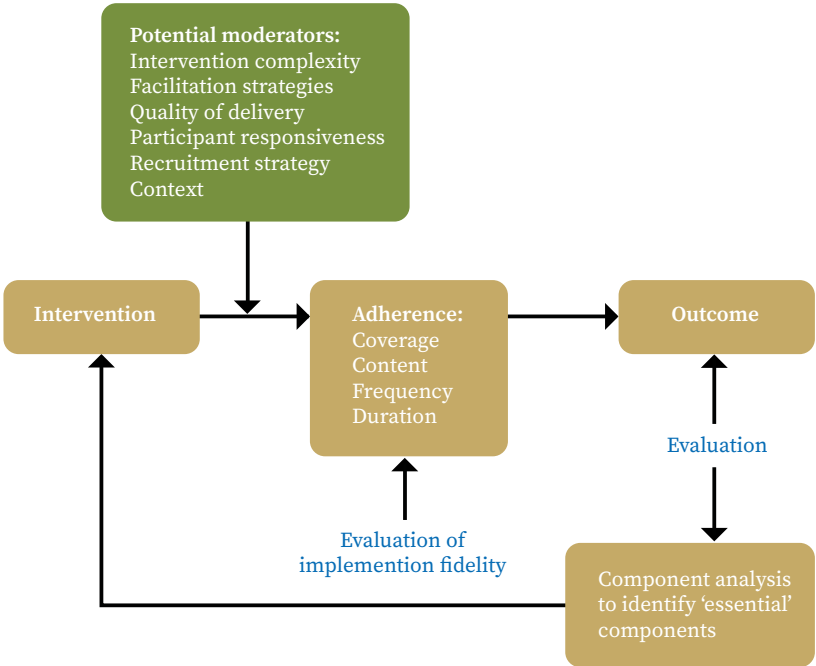 Potential moderators:
Intervention complexity
Facilitation strategies
Quality of delivery
Participant responsiveness
Recruitment strategy
Context
Intervention
Adherence:
Coverage
Content
Frequency
Duration
Outcome
Evaluation
Evaluation of
implemention fidelity
Component analysis
to identify ‘essential’
components